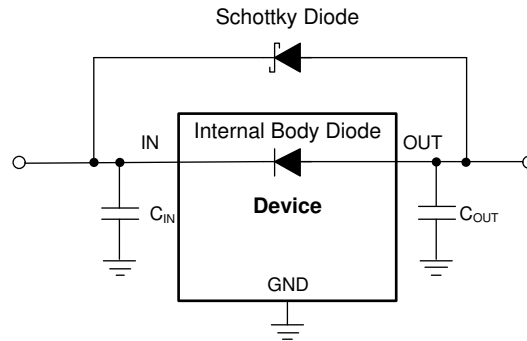 Schottky Diode
IN
Internal Body Diode
OUT
CIN
Device
COUT
GND